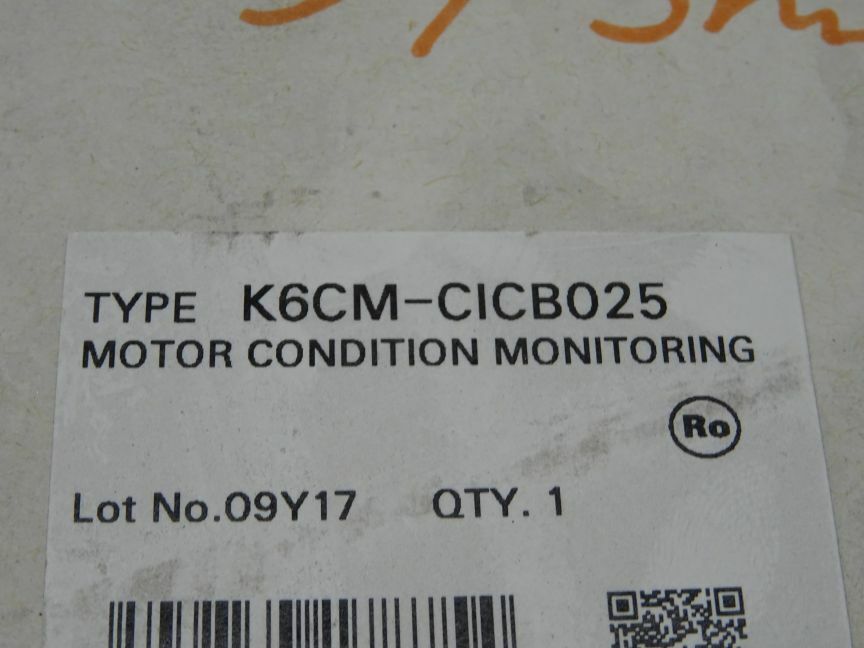 TYPE K6CM-CICB025
MOTOR CONDITION MONITORING
Ro
Lot No.09Y17 QTY. 1